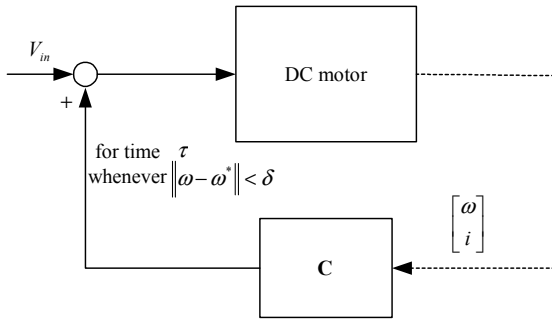 V_in
DC motor
+
for time τ
whenever ‖ω − ω*‖ < δ
[ω
i]
C